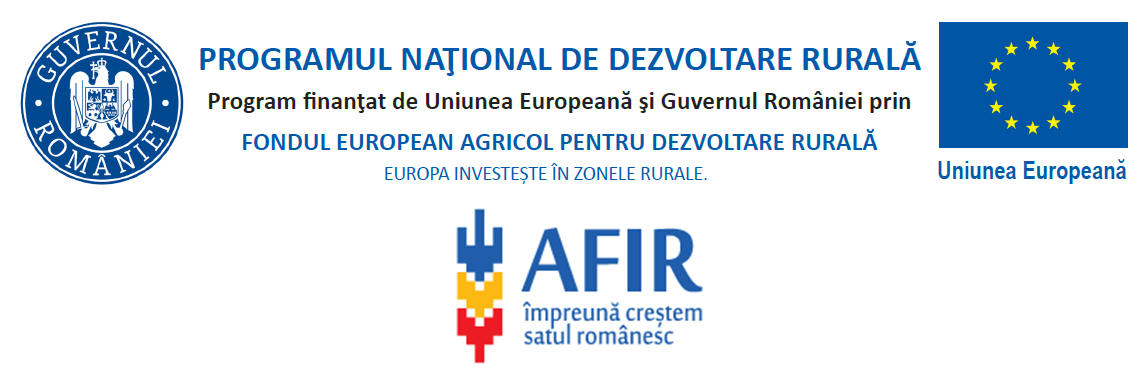 GUVERNUL ROMÂNIEI
PROGRAMUL NAŢIONAL DE DEZVOLTARE RURALĂ
Program finanţat de Uniunea Europeană şi Guvernul României prin
FONDUL EUROPEAN AGRICOL PENTRU DEZVOLTARE RURALĂ
EUROPA INVESTEȘTE ÎN ZONELE RURALE.
Uniunea Europeană
AFIR
împreună creștem
satul românesc